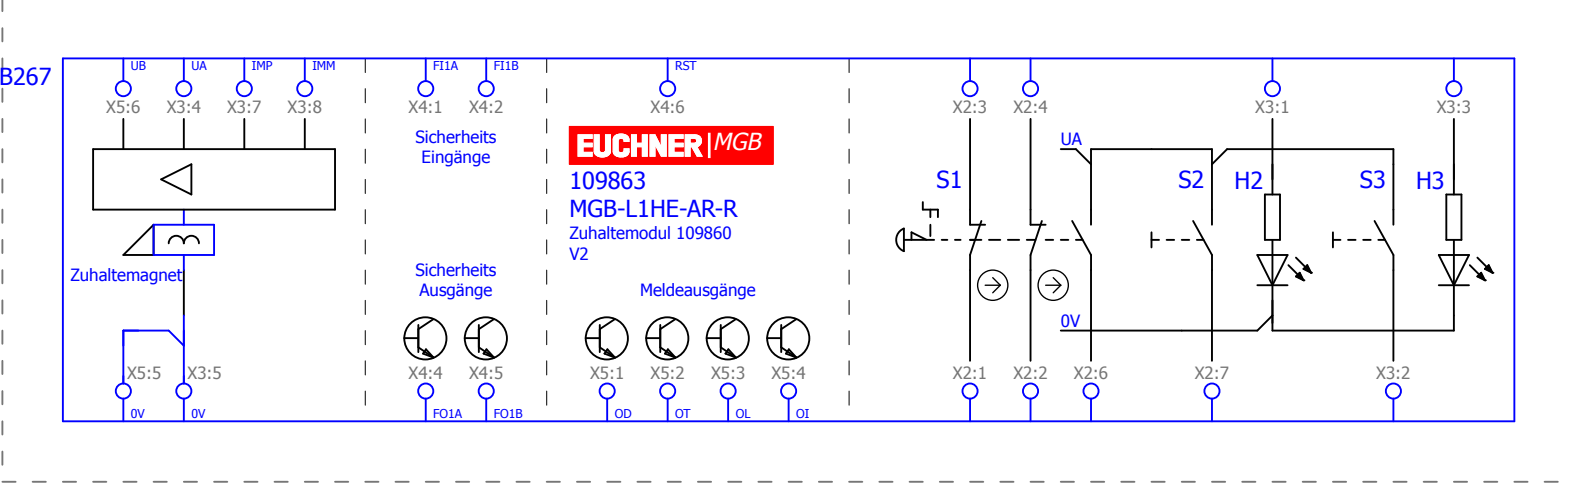 B267
UB UA IMP IMM FI1A FI1B RST
X5:6 X3:4 X3:7 X3:8 X4:1 X4:2 X4:6 X2:3 X2:4 X3:1 X3:3
Sicherheits
Eingänge
EUCHNER|MGB
109863
MGB-L1HE-AR-R
Zuhaltemodul 109860
V2
UA
S1 S2 H2 S3 H3
Zuhaltemagnet
Sicherheits
Ausgänge
Meldeausgänge
0V
X5:5 X3:5 X4:4 X4:5 X5:1 X5:2 X5:3 X5:4 X2:1 X2:2 X2:6 X2:7 X3:2
0V 0V FO1A FO1B OD OT OL OI